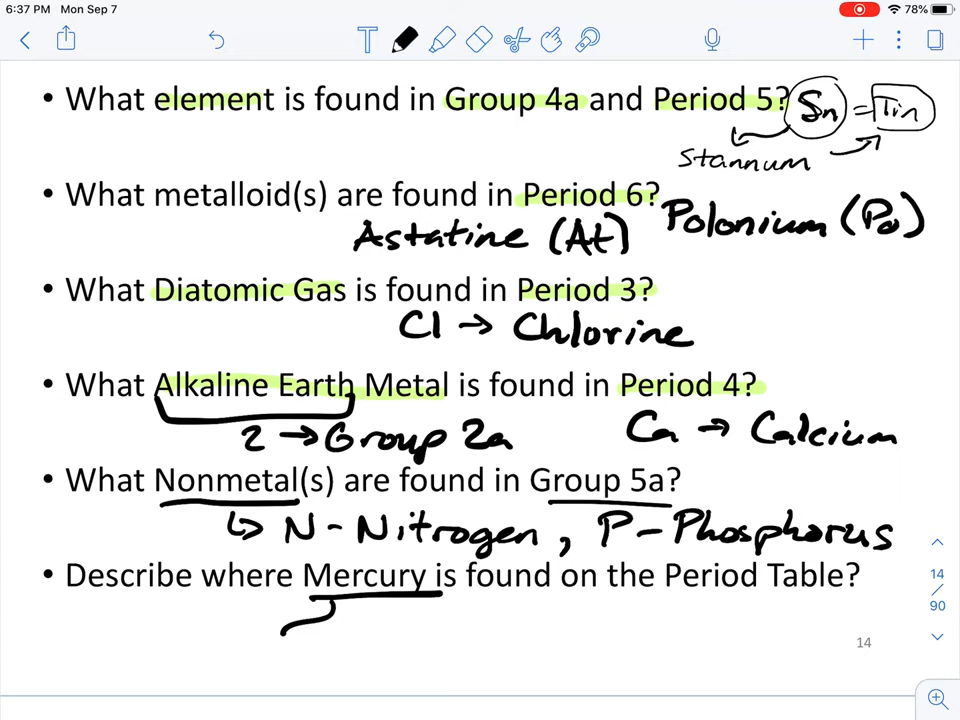 6:37 PM Mon Sep 7
78%
• What element is found in Group 4a and Period 5? Sn = Tin
Stannum
• What metalloid(s) are found in Period 6?
Astatine (At) Polonium (Po)
• What Diatomic Gas is found in Period 3?
Cl → Chlorine
• What Alkaline Earth Metal is found in Period 4?
2 → Group 2a Ca → Calcium
• What Nonmetal(s) are found in Group 5a?
↳ N - Nitrogen, P - Phosphorus
• Describe where Mercury is found on the Period Table?
14
/
90
14